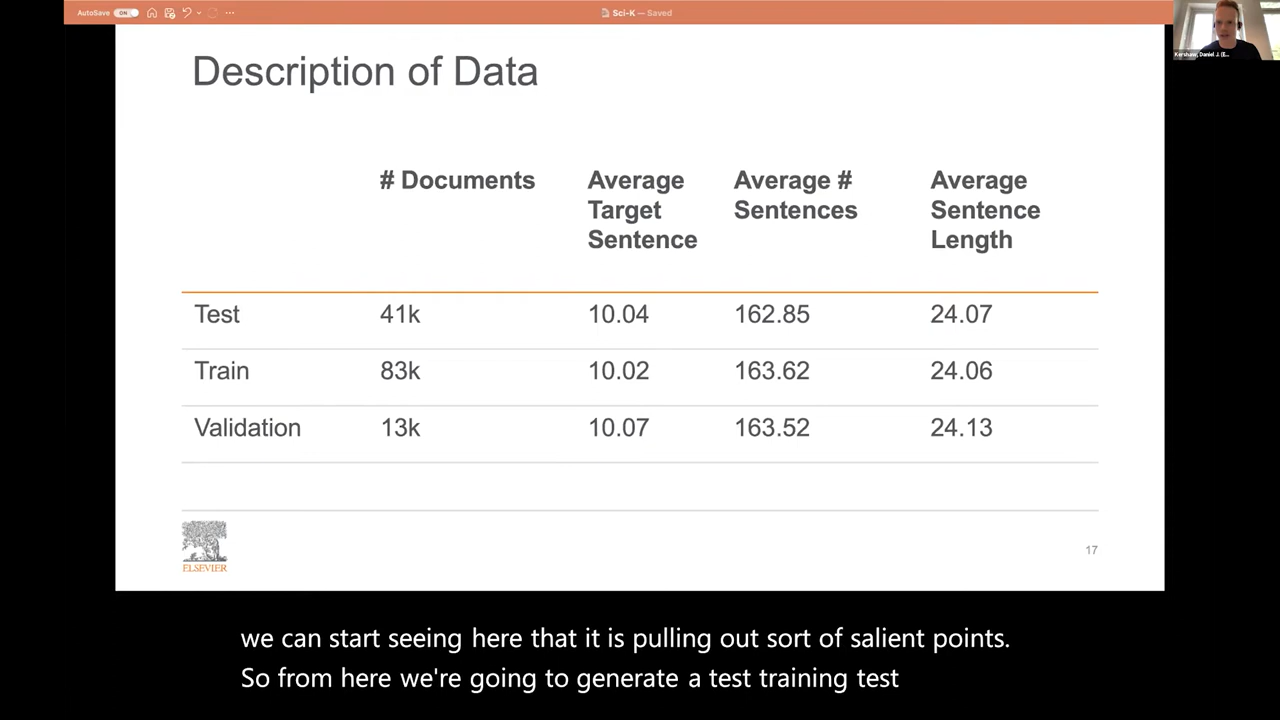 AutoSave ON
Sci-K — Saved
Kershaw, Daniel J. (E...
Description of Data
# Documents Average Target Sentence Average # Sentences Average Sentence Length
Test 41k 10.04 162.85 24.07
Train 83k 10.02 163.62 24.06
Validation 13k 10.07 163.52 24.13
ELSEVIER
17
we can start seeing here that it is pulling out sort of salient points.
So from here we're going to generate a test training test